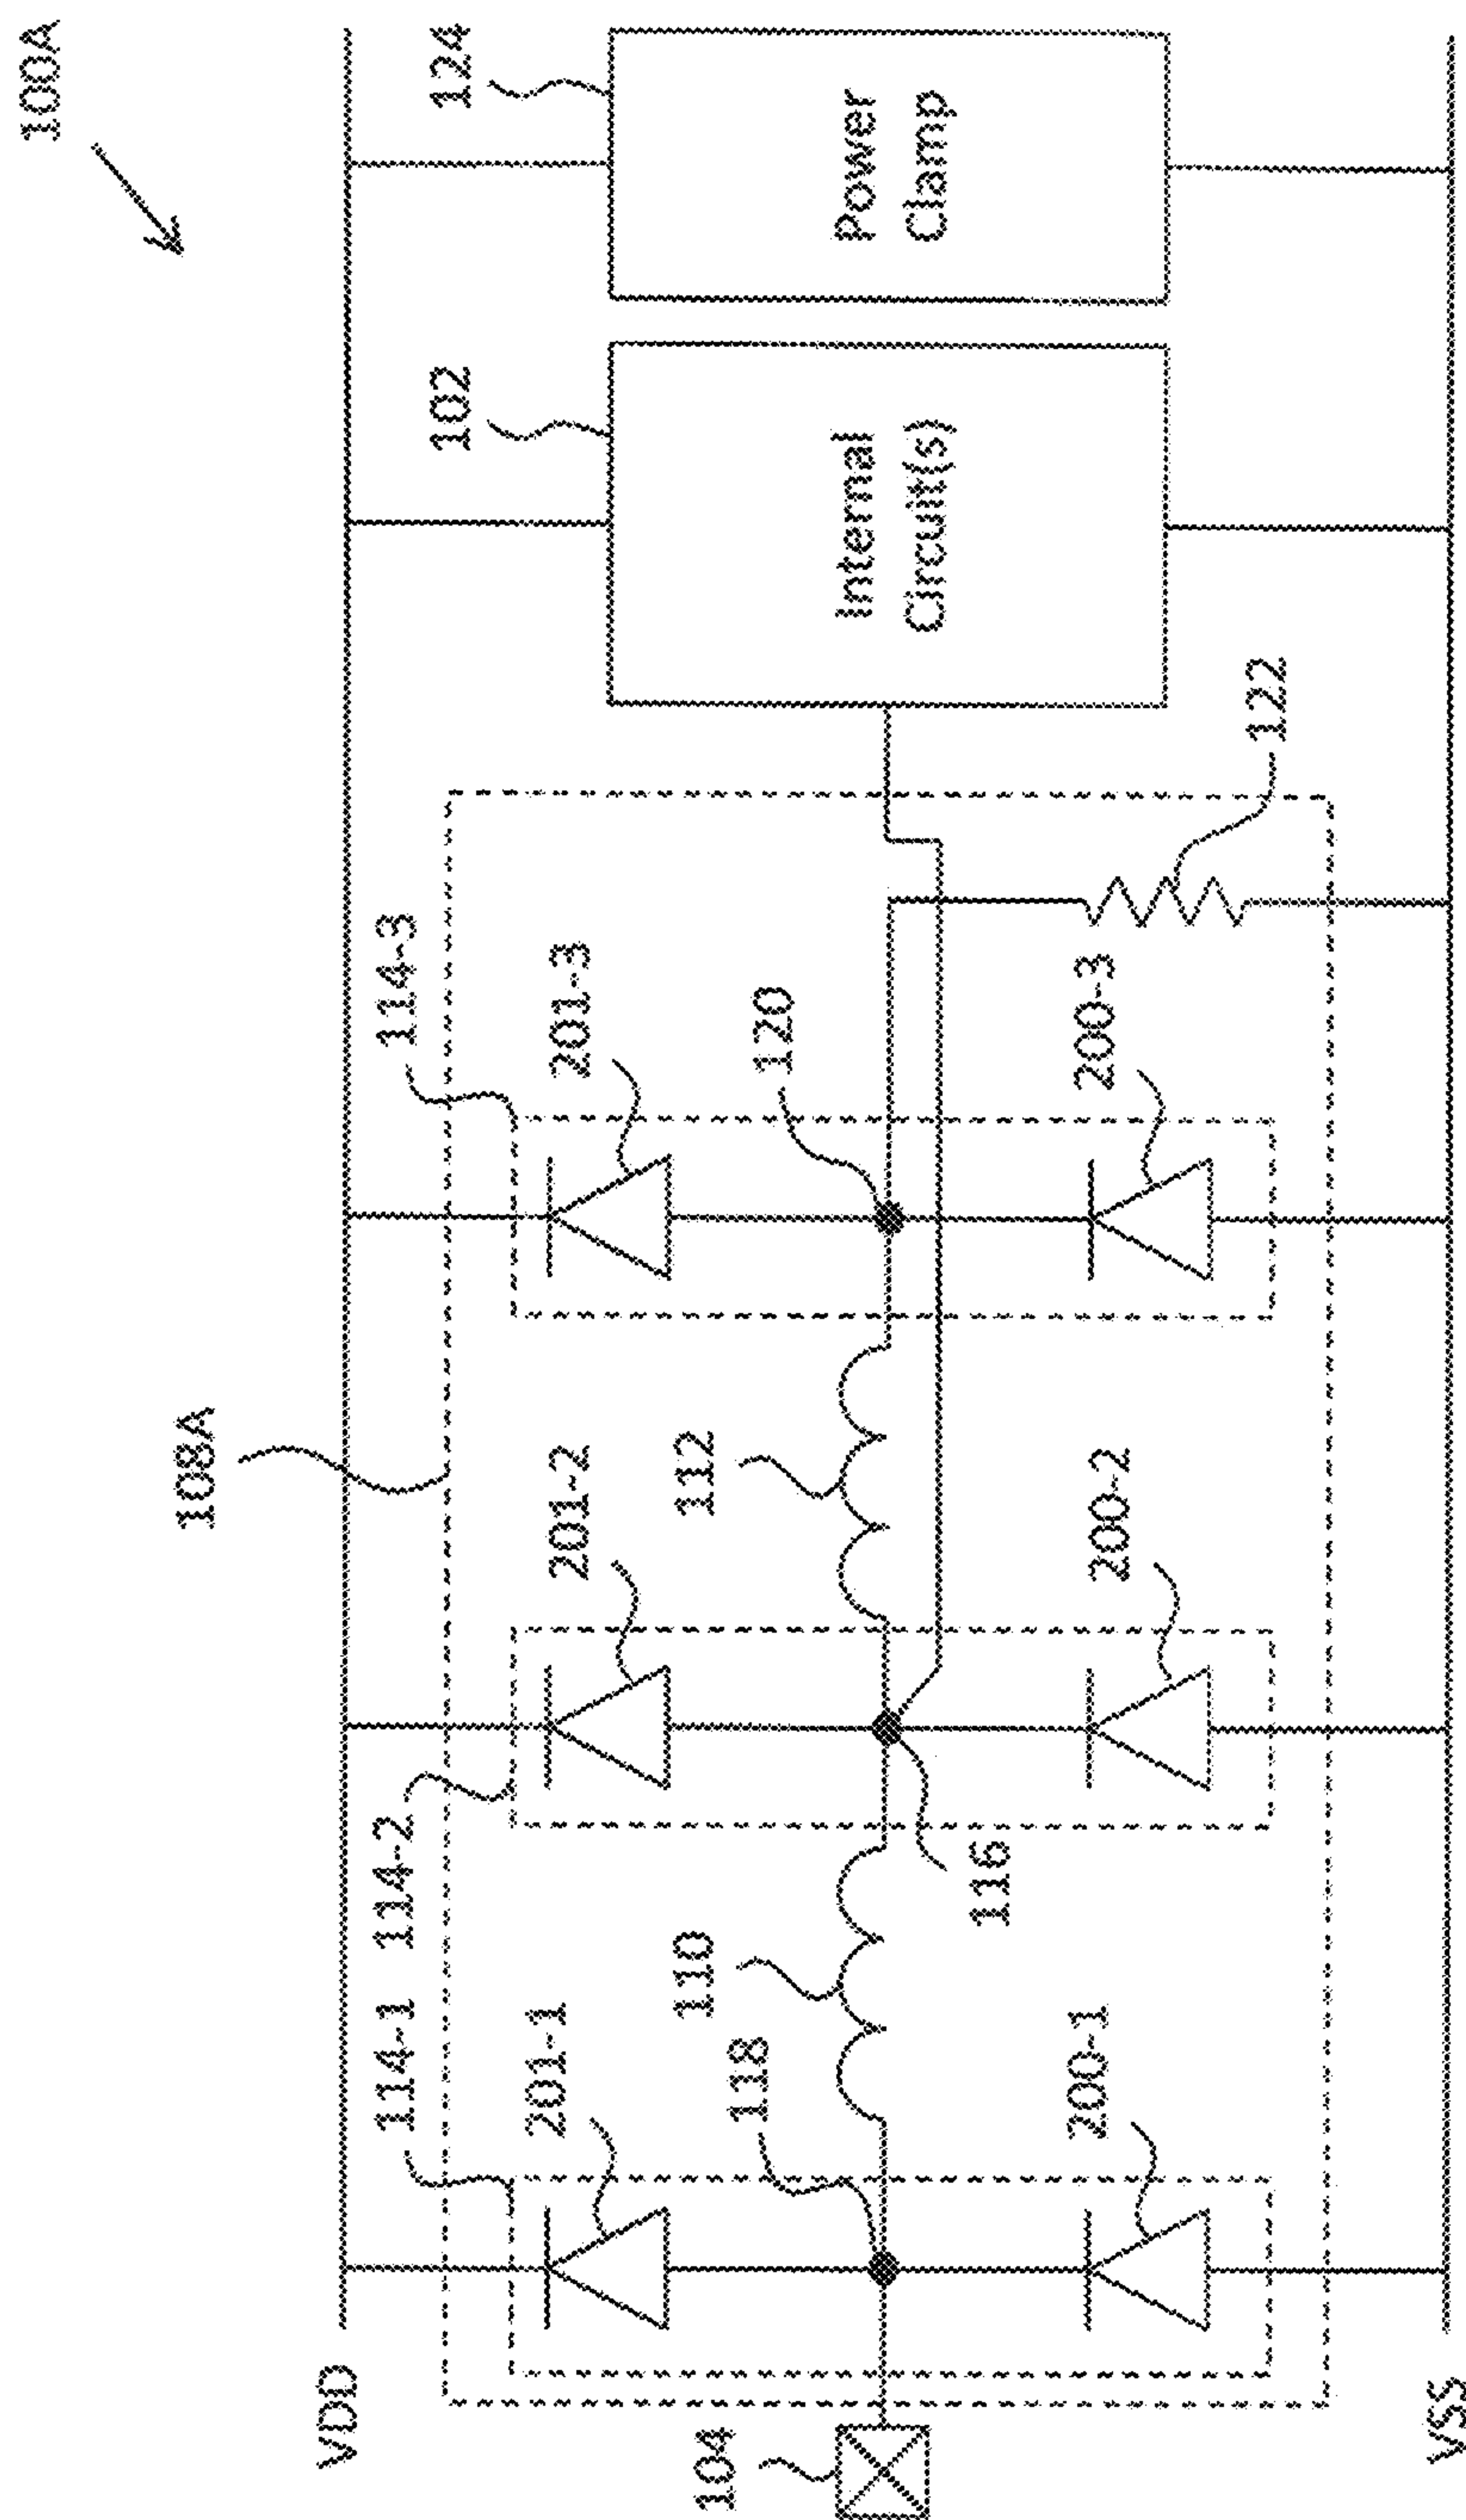 100A
108A
VDD
114-1
114-2
114-3
102
124
201-1
201-2
201-3
110
112
118
120
104
Internal
Circuit(s)
Power
Clamp
116
200-1
200-2
200-3
122
VSS